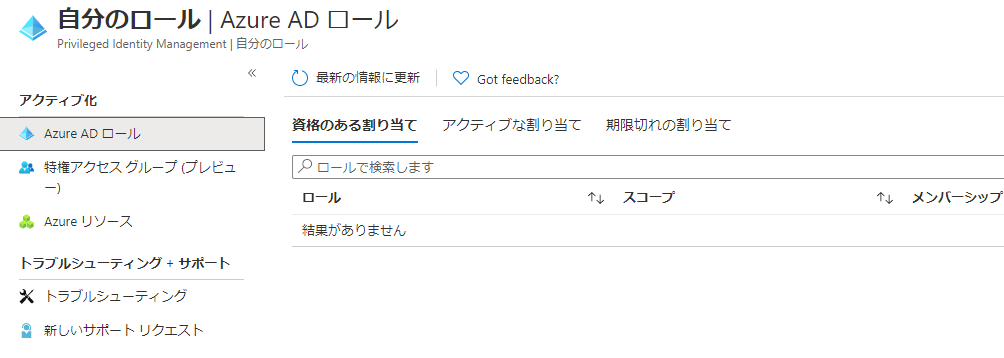 自分のロール | Azure AD ロール
Privileged Identity Management | 自分のロール
«
最新の情報に更新
Got feedback?
アクティブ化
Azure AD ロール
特権アクセス グループ (プレビュ
ー)
Azure リソース
トラブルシューティング + サポート
トラブルシューティング
新しいサポート リクエスト
資格のある割り当て アクティブな割り当て 期限切れの割り当て
ロールで検索します
ロール ↑↓ スコープ ↑↓ メンバーシップ
結果がありません